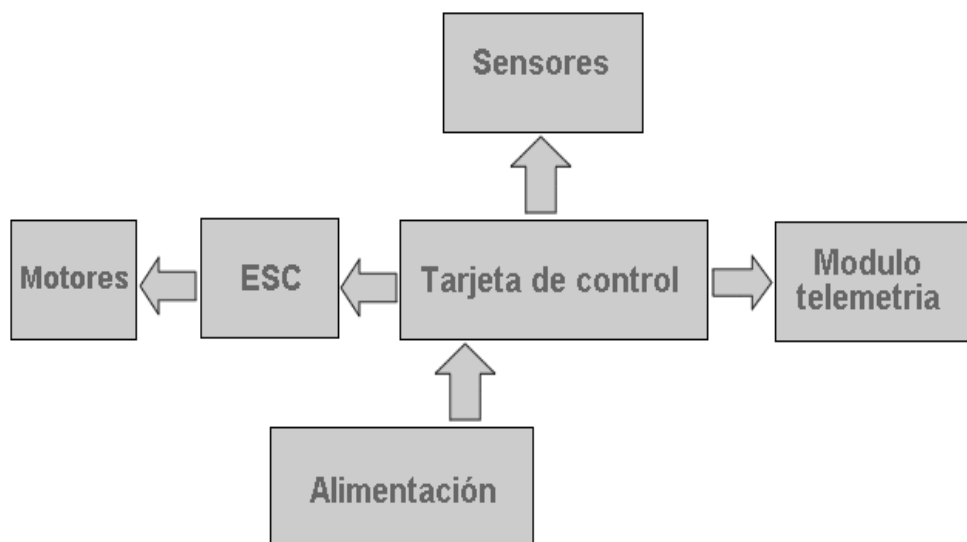 Sensores
Motores
ESC
Tarjeta de control
Modulo
telemetria
Alimentación